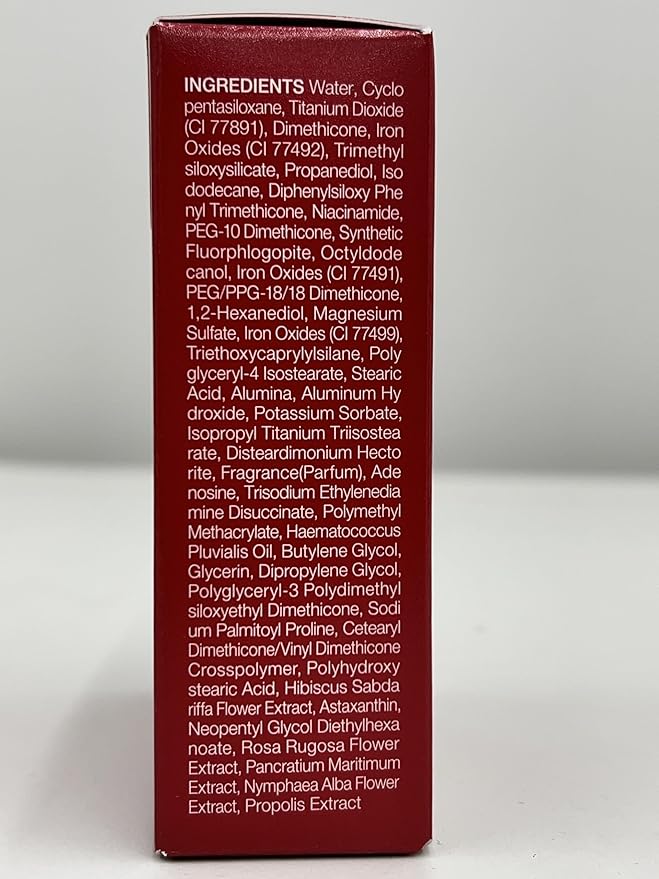 INGREDIENTS Water, Cyclo
pentasiloxane, Titanium Dioxide
(CI 77891), Dimethicone, Iron
Oxides (CI 77492), Trimethyl
siloxysilicate, Propanediol, Iso
dodecane, Diphenylsiloxy Phe
nyl Trimethicone, Niacinamide,
PEG-10 Dimethicone, Synthetic
Fluorphlogopite, Octyldode
canol, Iron Oxides (CI 77491),
PEG/PPG-18/18 Dimethicone,
1,2-Hexanediol, Magnesium
Sulfate, Iron Oxides (CI 77499),
Triethoxycaprylylsilane, Poly
glyceryl-4 Isostearate, Stearic
Acid, Alumina, Aluminum Hy
droxide, Potassium Sorbate,
Isopropyl Titanium Triisostea
rate, Disteardimonium Hecto
rite, Fragrance(Parfum), Ade
nosine, Trisodium Ethylenedia
mine Disuccinate, Polymethyl
Methacrylate, Haematococcus
Pluvialis Oil, Butylene Glycol,
Glycerin, Dipropylene Glycol,
Polyglyceryl-3 Polydimethyl
siloxyethyl Dimethicone, Sodi
um Palmitoyl Proline, Cetearyl
Dimethicone/Vinyl Dimethicone
Crosspolymer, Polyhydroxy
stearic Acid, Hibiscus Sabda
riffa Flower Extract, Astaxanthin,
Neopentyl Glycol Diethylhexa
noate, Rosa Rugosa Flower
Extract, Pancratium Maritimum
Extract, Nymphaea Alba Flower
Extract, Propolis Extract